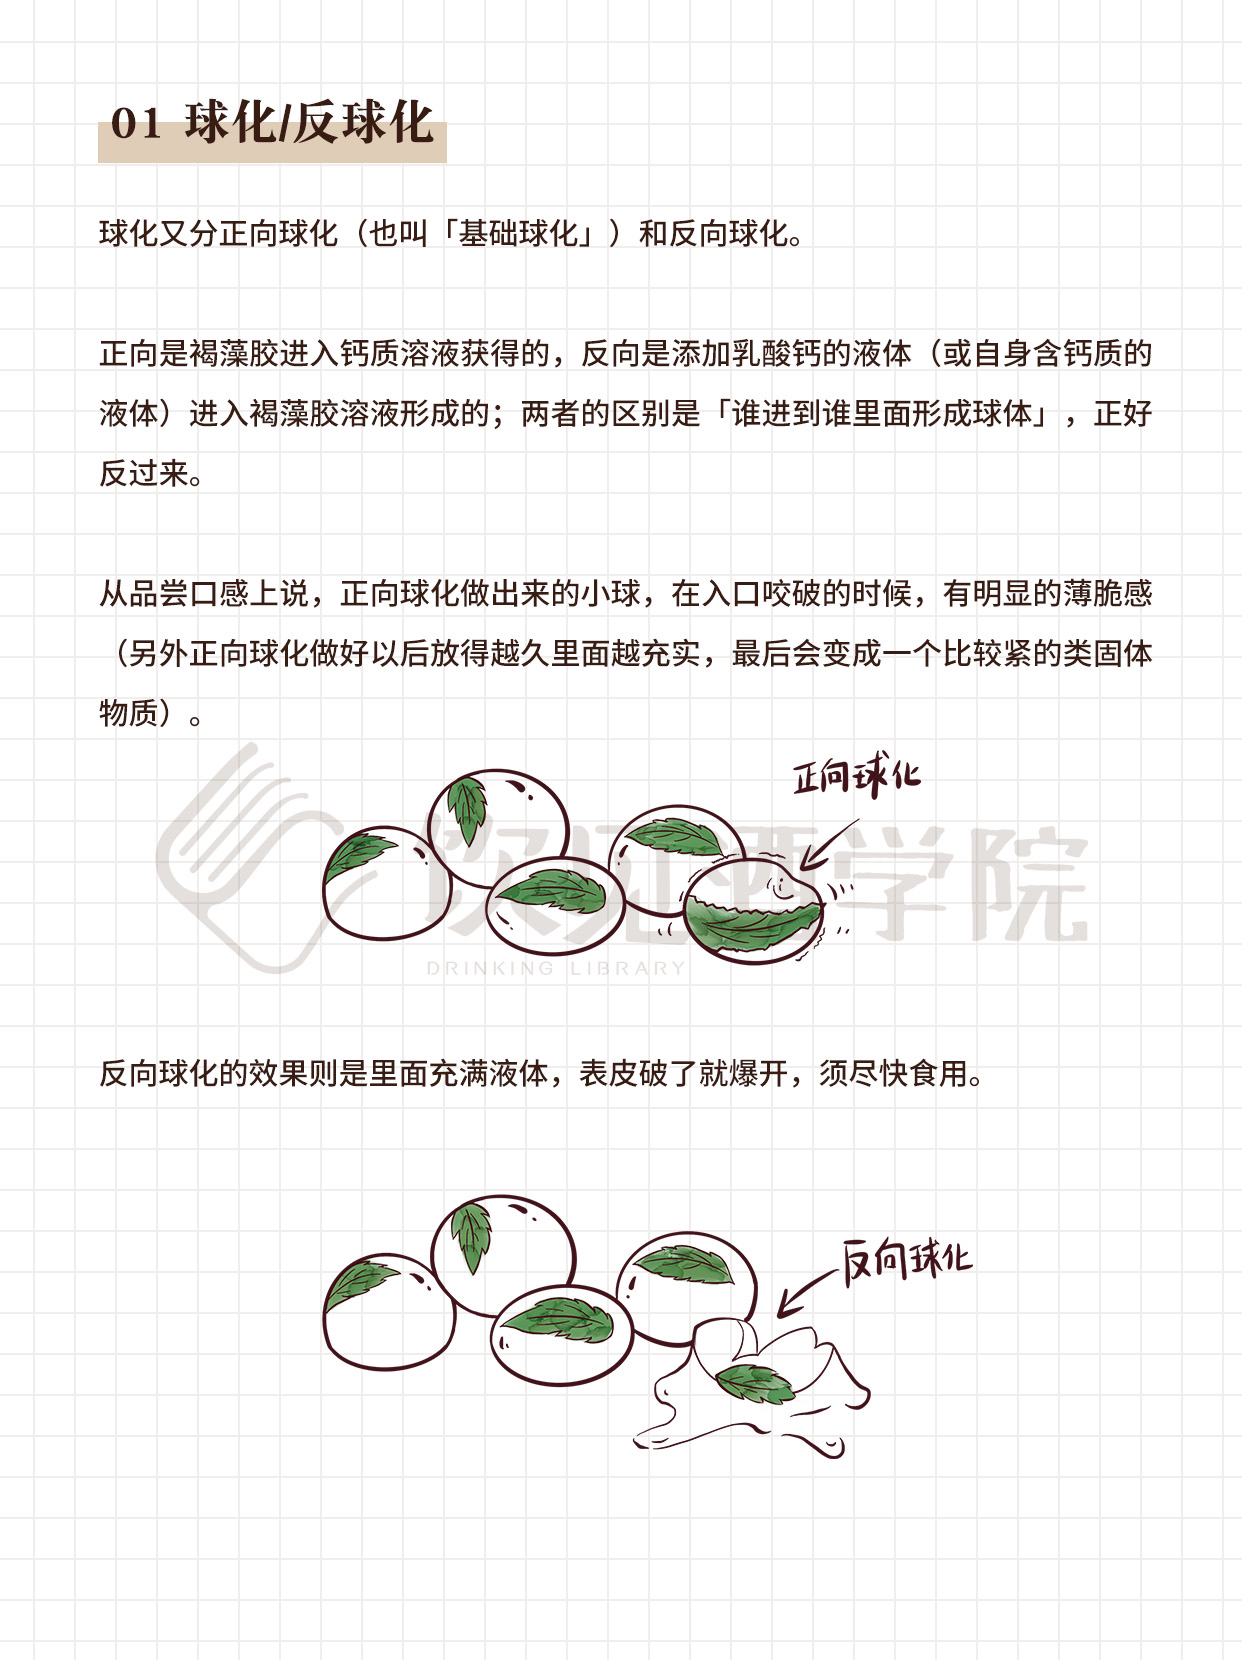 01 球化/反球化
球化又分正向球化（也叫「基础球化」）和反向球化。
正向是褐藻胶进入钙质溶液获得的，反向是添加乳酸钙的液体（或自身含钙质的
液体）进入褐藻胶溶液形成的；两者的区别是「谁进到谁里面形成球体」，正好
反过来。
从品尝口感上说，正向球化做出来的小球，在入口咬破的时候，有明显的薄脆感
（另外正向球化做好以后放得越久里面越充实，最后会变成一个比较紧的类固体
物质）。
正向球化
饮见酒学院
DRINKING LIBRARY
反向球化的效果则是里面充满液体，表皮破了就爆开，须尽快食用。
反向球化